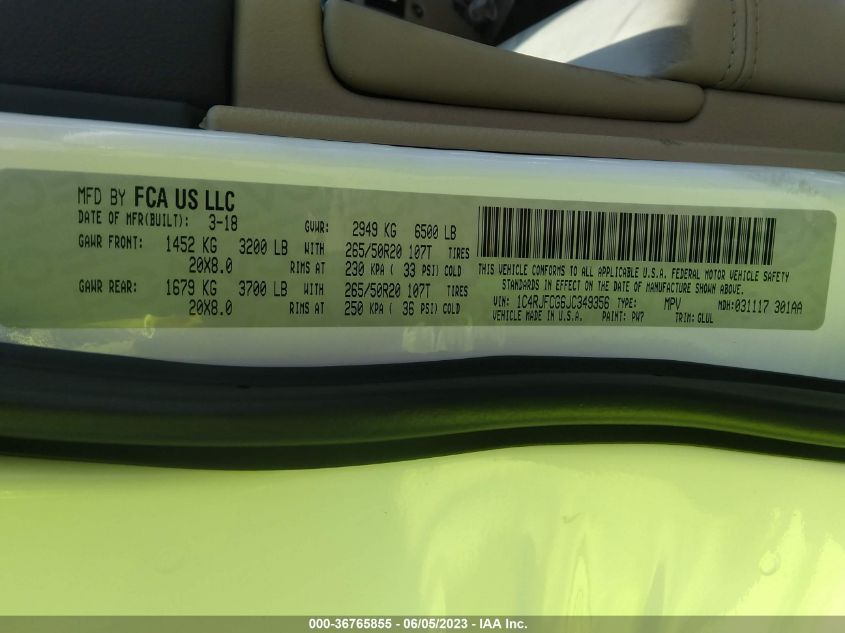 MFD BY FCA US LLC
DATE OF MFR(BUILT): 3-18 GVWR: 2949 KG 6500 LB
GAWR FRONT: 1452 KG 3200 LB WITH 265/50R20 107T TIRES
20X8.0 RIMS AT 230 KPA ( 33 PSI) COLD
GAWR REAR: 1679 KG 3700 LB WITH 265/50R20 107T TIRES
20X8.0 RIMS AT 250 KPA ( 36 PSI) COLD
THIS VEHICLE CONFORMS TO ALL APPLICABLE U.S.A. FEDERAL MOTOR VEHICLE SAFETY
STANDARDS IN EFFECT ON THE DATE OF MANUFACTURE SHOWN ABOVE.
VIN: 1C4RJFCG6JC349356 TYPE: MPV MDH:031117 301AA
VEHICLE MADE IN U.S.A. PAINT: PW7 TRIM: GLUL
000-36765855 - 06/05/2023 - IAA Inc.